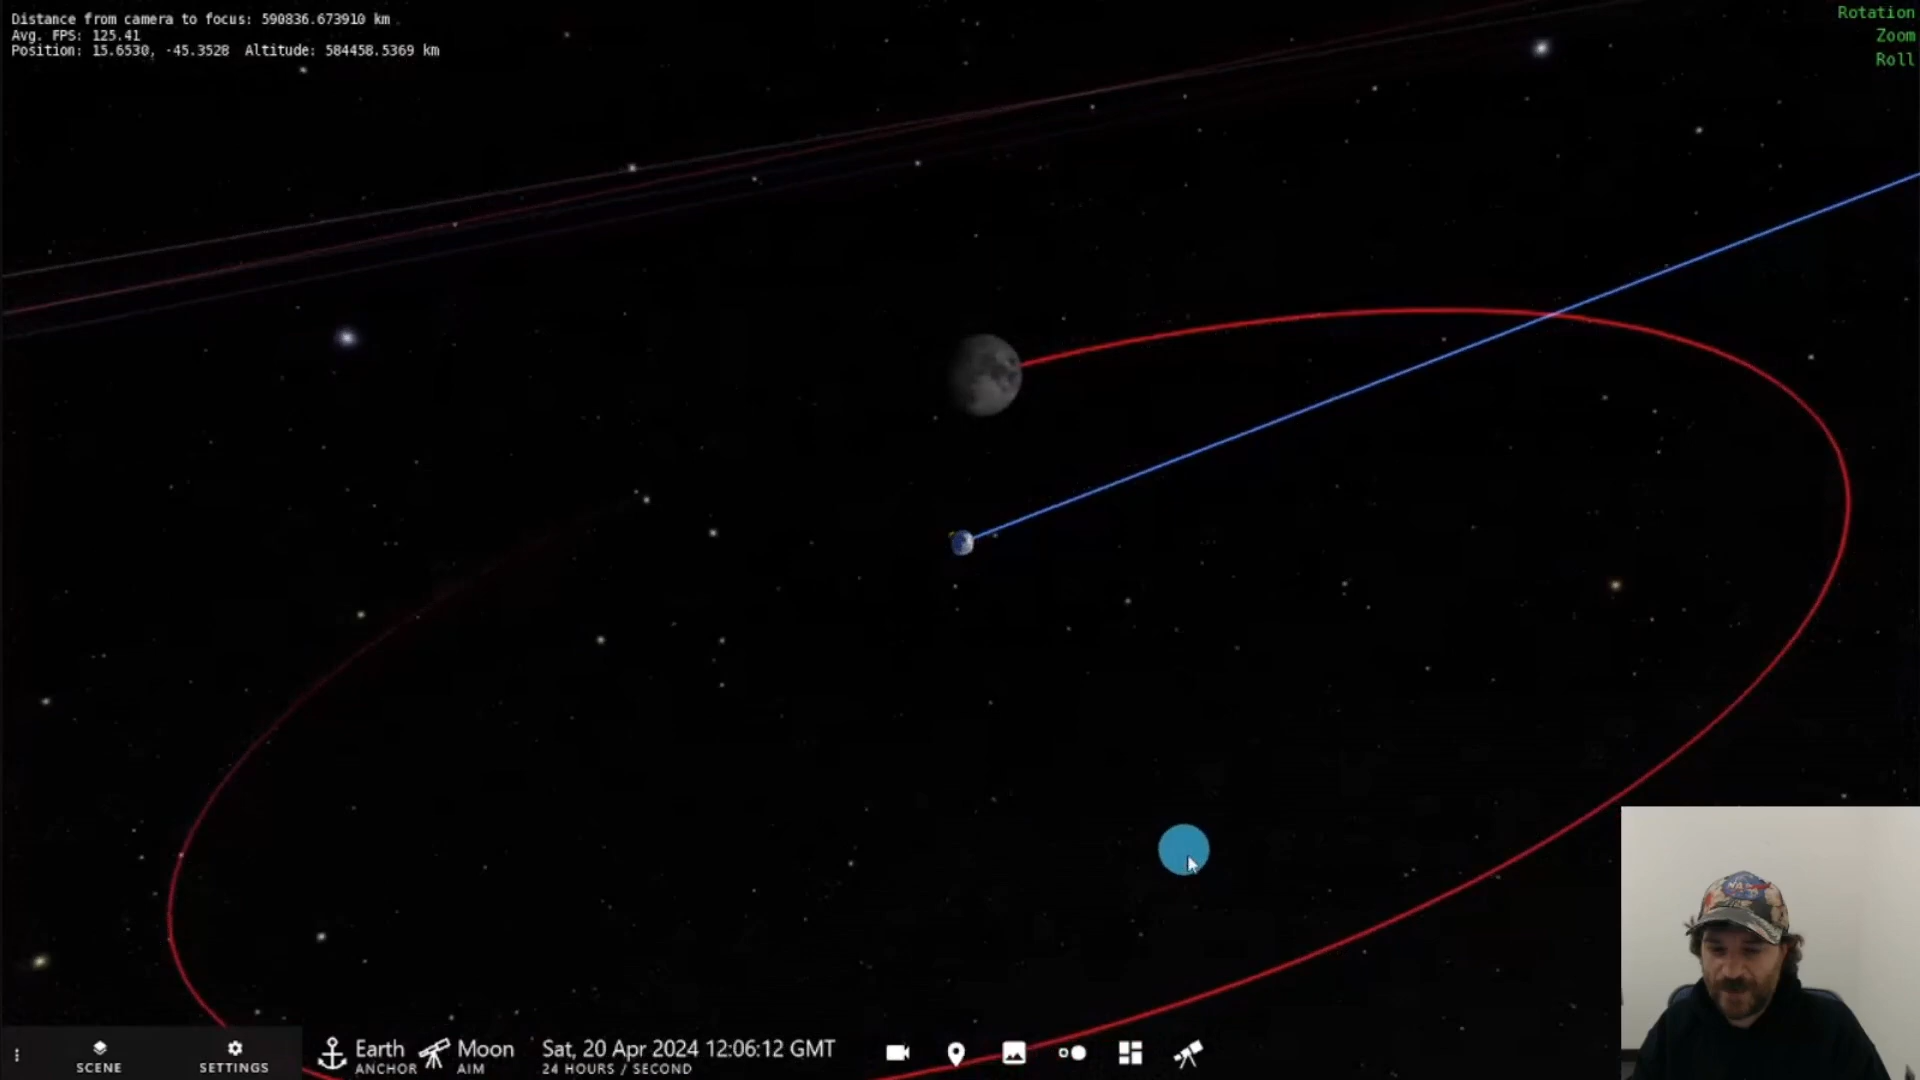 Distance from camera to focus: 590836.673910 km
Avg. FPS: 125.41
Position: 15.6530, -45.3528 Altitude: 584458.5369 km
Rotation
Zoom
Roll
NASA
SCENE
SETTINGS
Earth
ANCHOR
Moon
AIM
Sat, 20 Apr 2024 12:06:12 GMT
24 HOURS / SECOND